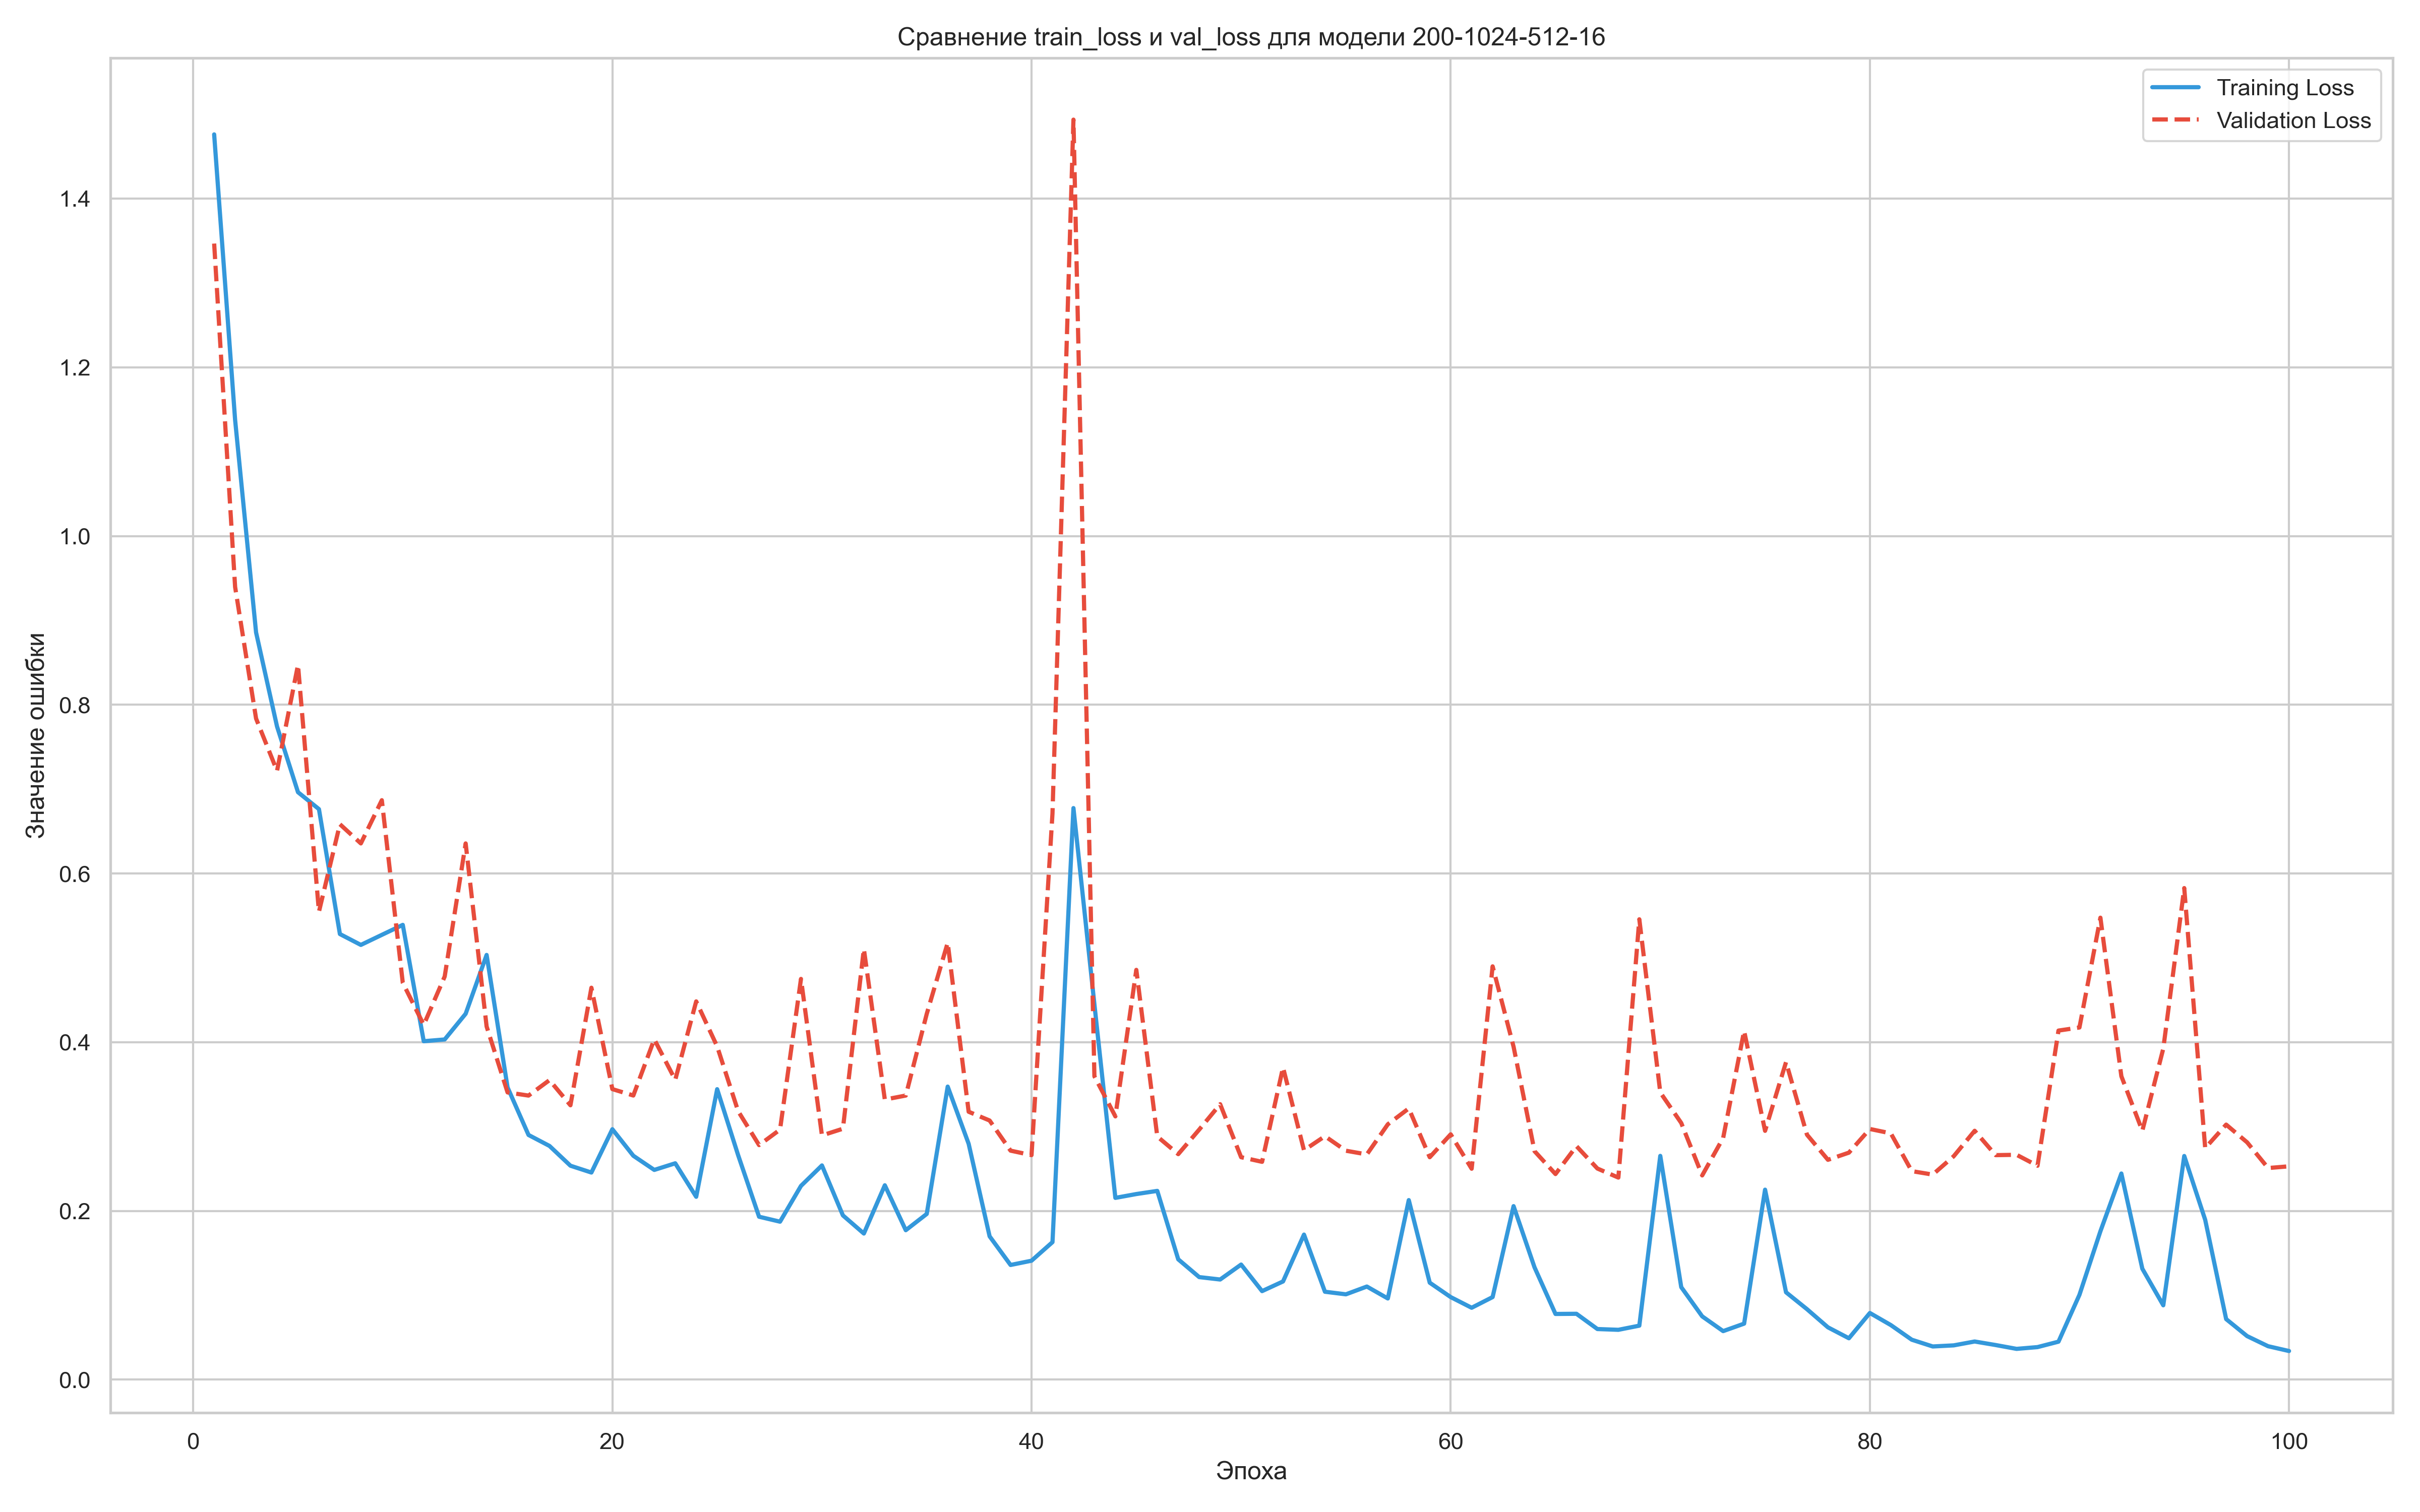 Сравнение train_loss и val_loss для модели 200-1024-512-16
Training Loss
Validation Loss
Значение ошибки
1.4
1.2
1.0
0.8
0.6
0.4
0.2
0.0
0 20 40 60 80 100
Эпоха